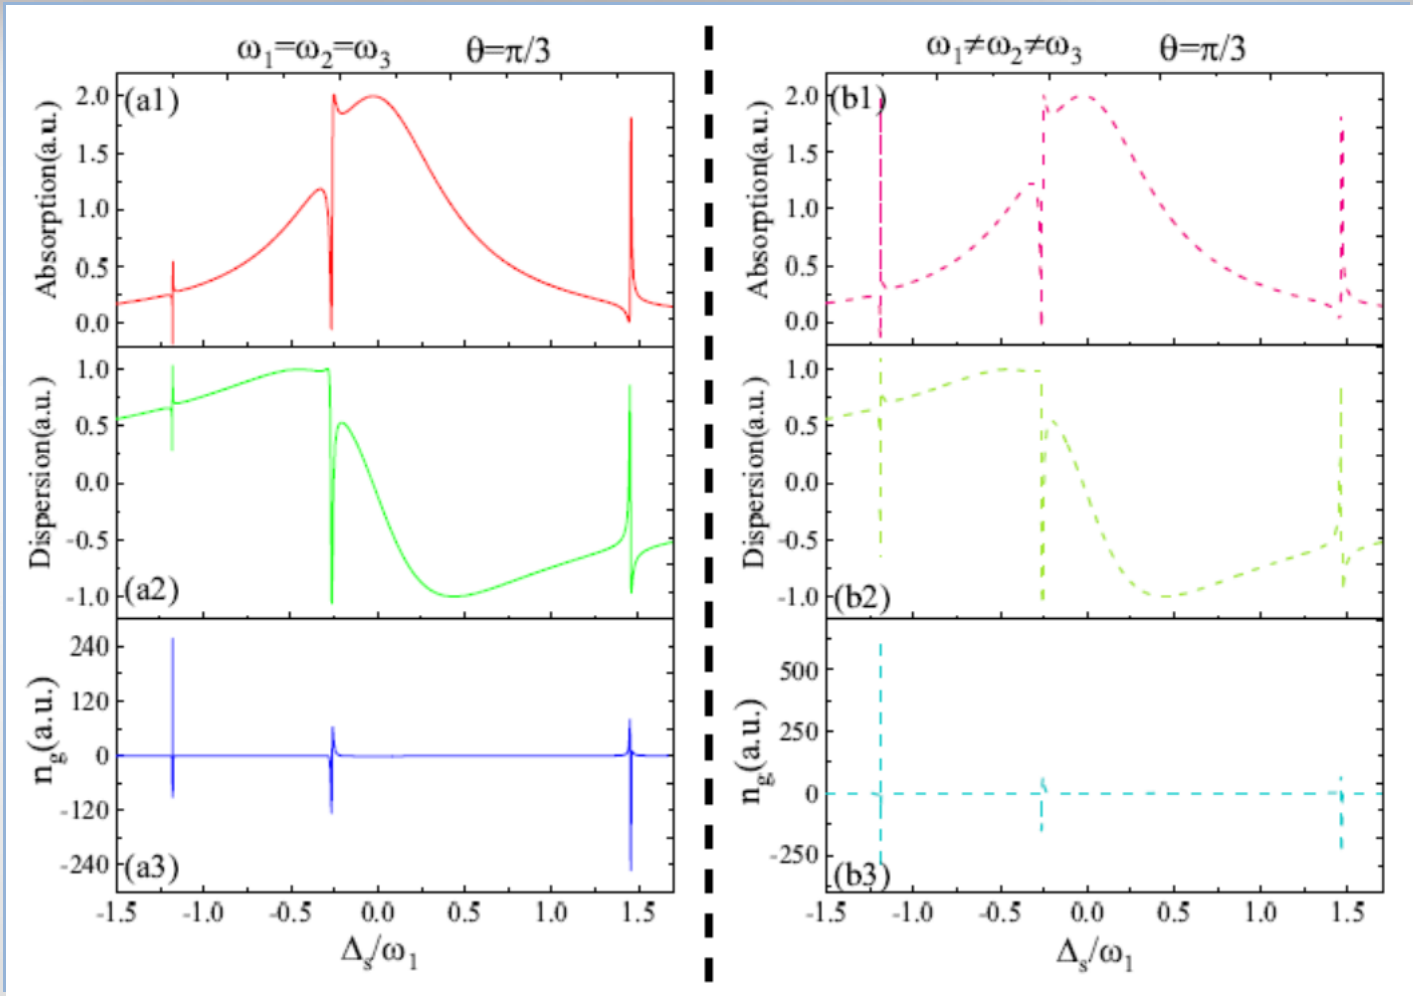 ω₁=ω₂=ω₃ θ=π/3
(a1)
Absorption(a.u.)
2.0
1.5
1.0
0.5
0.0
(a2)
Dispersion(a.u.)
1.0
0.5
0.0
-0.5
-1.0
(a3)
n_g(a.u.)
240
120
0
-120
-240
-1.5 -1.0 -0.5 0.0 0.5 1.0 1.5
Δₛ/ω₁
ω₁≠ω₂≠ω₃ θ=π/3
(b1)
Absorption(a.u.)
2.0
1.5
1.0
0.5
0.0
(b2)
Dispersion(a.u.)
1.0
0.5
0.0
-0.5
-1.0
(b3)
n_g(a.u.)
500
250
0
-250
-1.5 -1.0 -0.5 0.0 0.5 1.0 1.5
Δₛ/ω₁